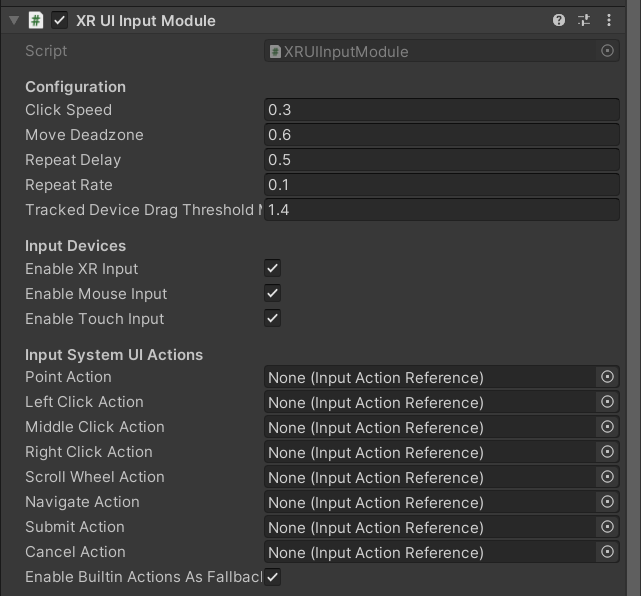 XR UI Input Module
Script XRUIInputModule
Configuration
Click Speed 0.3
Move Deadzone 0.6
Repeat Delay 0.5
Repeat Rate 0.1
Tracked Device Drag Threshold 1.4
Input Devices
Enable XR Input
Enable Mouse Input
Enable Touch Input
Input System UI Actions
Point Action None (Input Action Reference)
Left Click Action None (Input Action Reference)
Middle Click Action None (Input Action Reference)
Right Click Action None (Input Action Reference)
Scroll Wheel Action None (Input Action Reference)
Navigate Action None (Input Action Reference)
Submit Action None (Input Action Reference)
Cancel Action None (Input Action Reference)
Enable Builtin Actions As Fallbac